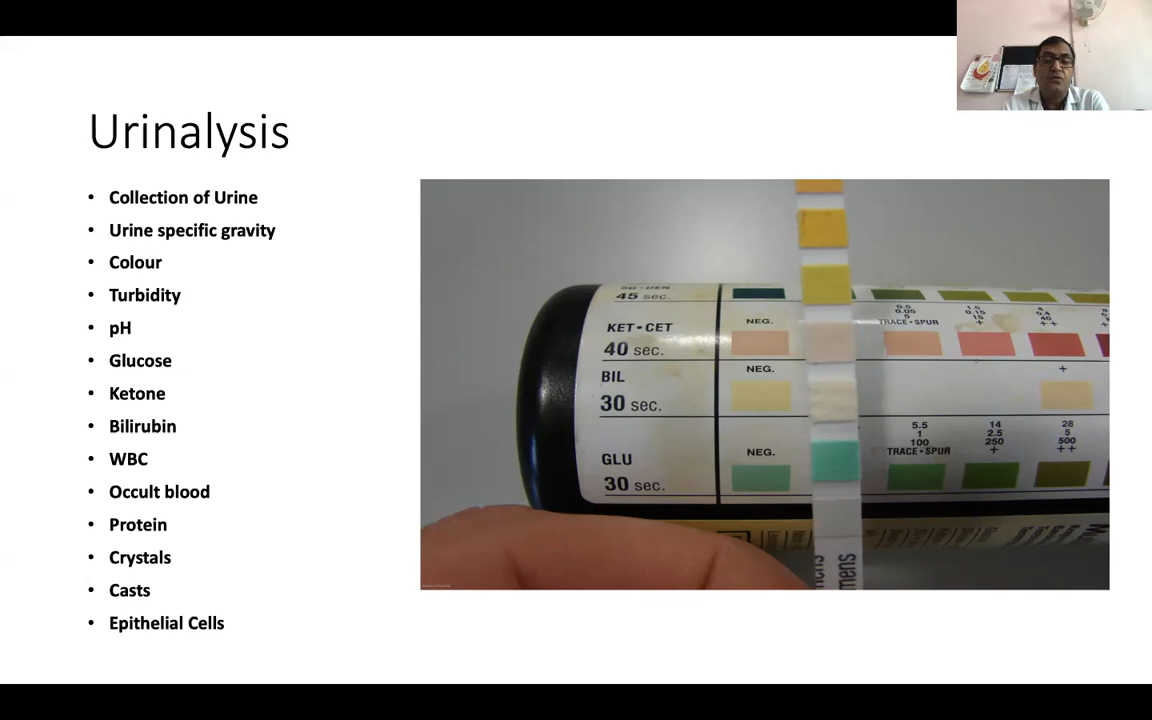 Urinalysis
• Collection of Urine
• Urine specific gravity
• Colour
• Turbidity
• pH
• Glucose
• Ketone
• Bilirubin
• WBC
• Occult blood
• Protein
• Crystals
• Casts
• Epithelial Cells
45 sec.
KET•CET
40 sec.
NEG.
TRACE•SPUR
+
++
BIL
30 sec.
NEG.
+
GLU
30 sec.
NEG.
5.5
1
100
TRACE•SPUR
14
2.5
250
+
28
5
500
++